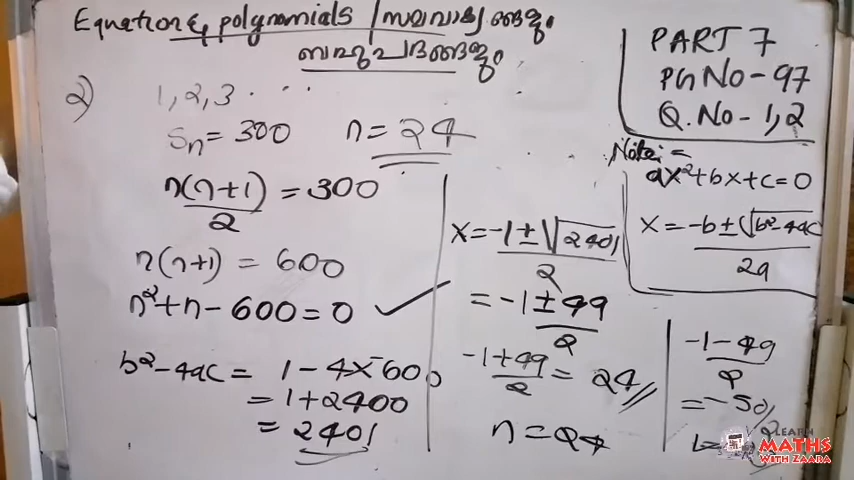 Equations & polynomials / സമവാക്യങ്ങളും
ബഹുപദങ്ങളും
PART 7
Pg No - 97
Q. No - 1, 2
2)
1, 2, 3 . . .
Sn = 300 n = 24
n(n+1)/2 = 300
n(n+1) = 600
n²+n-600=0 ✓
b²-4ac = 1-4×-600
= 1+2400
= 2401
x = -1±√2401/2
= -1±49/2
-1+49/2 = 24
n = 24
Note: -
ax²+bx+c=0
x = -b±√b²-4ac/2a
-1-49/2
= -50/2
LEARN
MATHS
WITH ZAARA